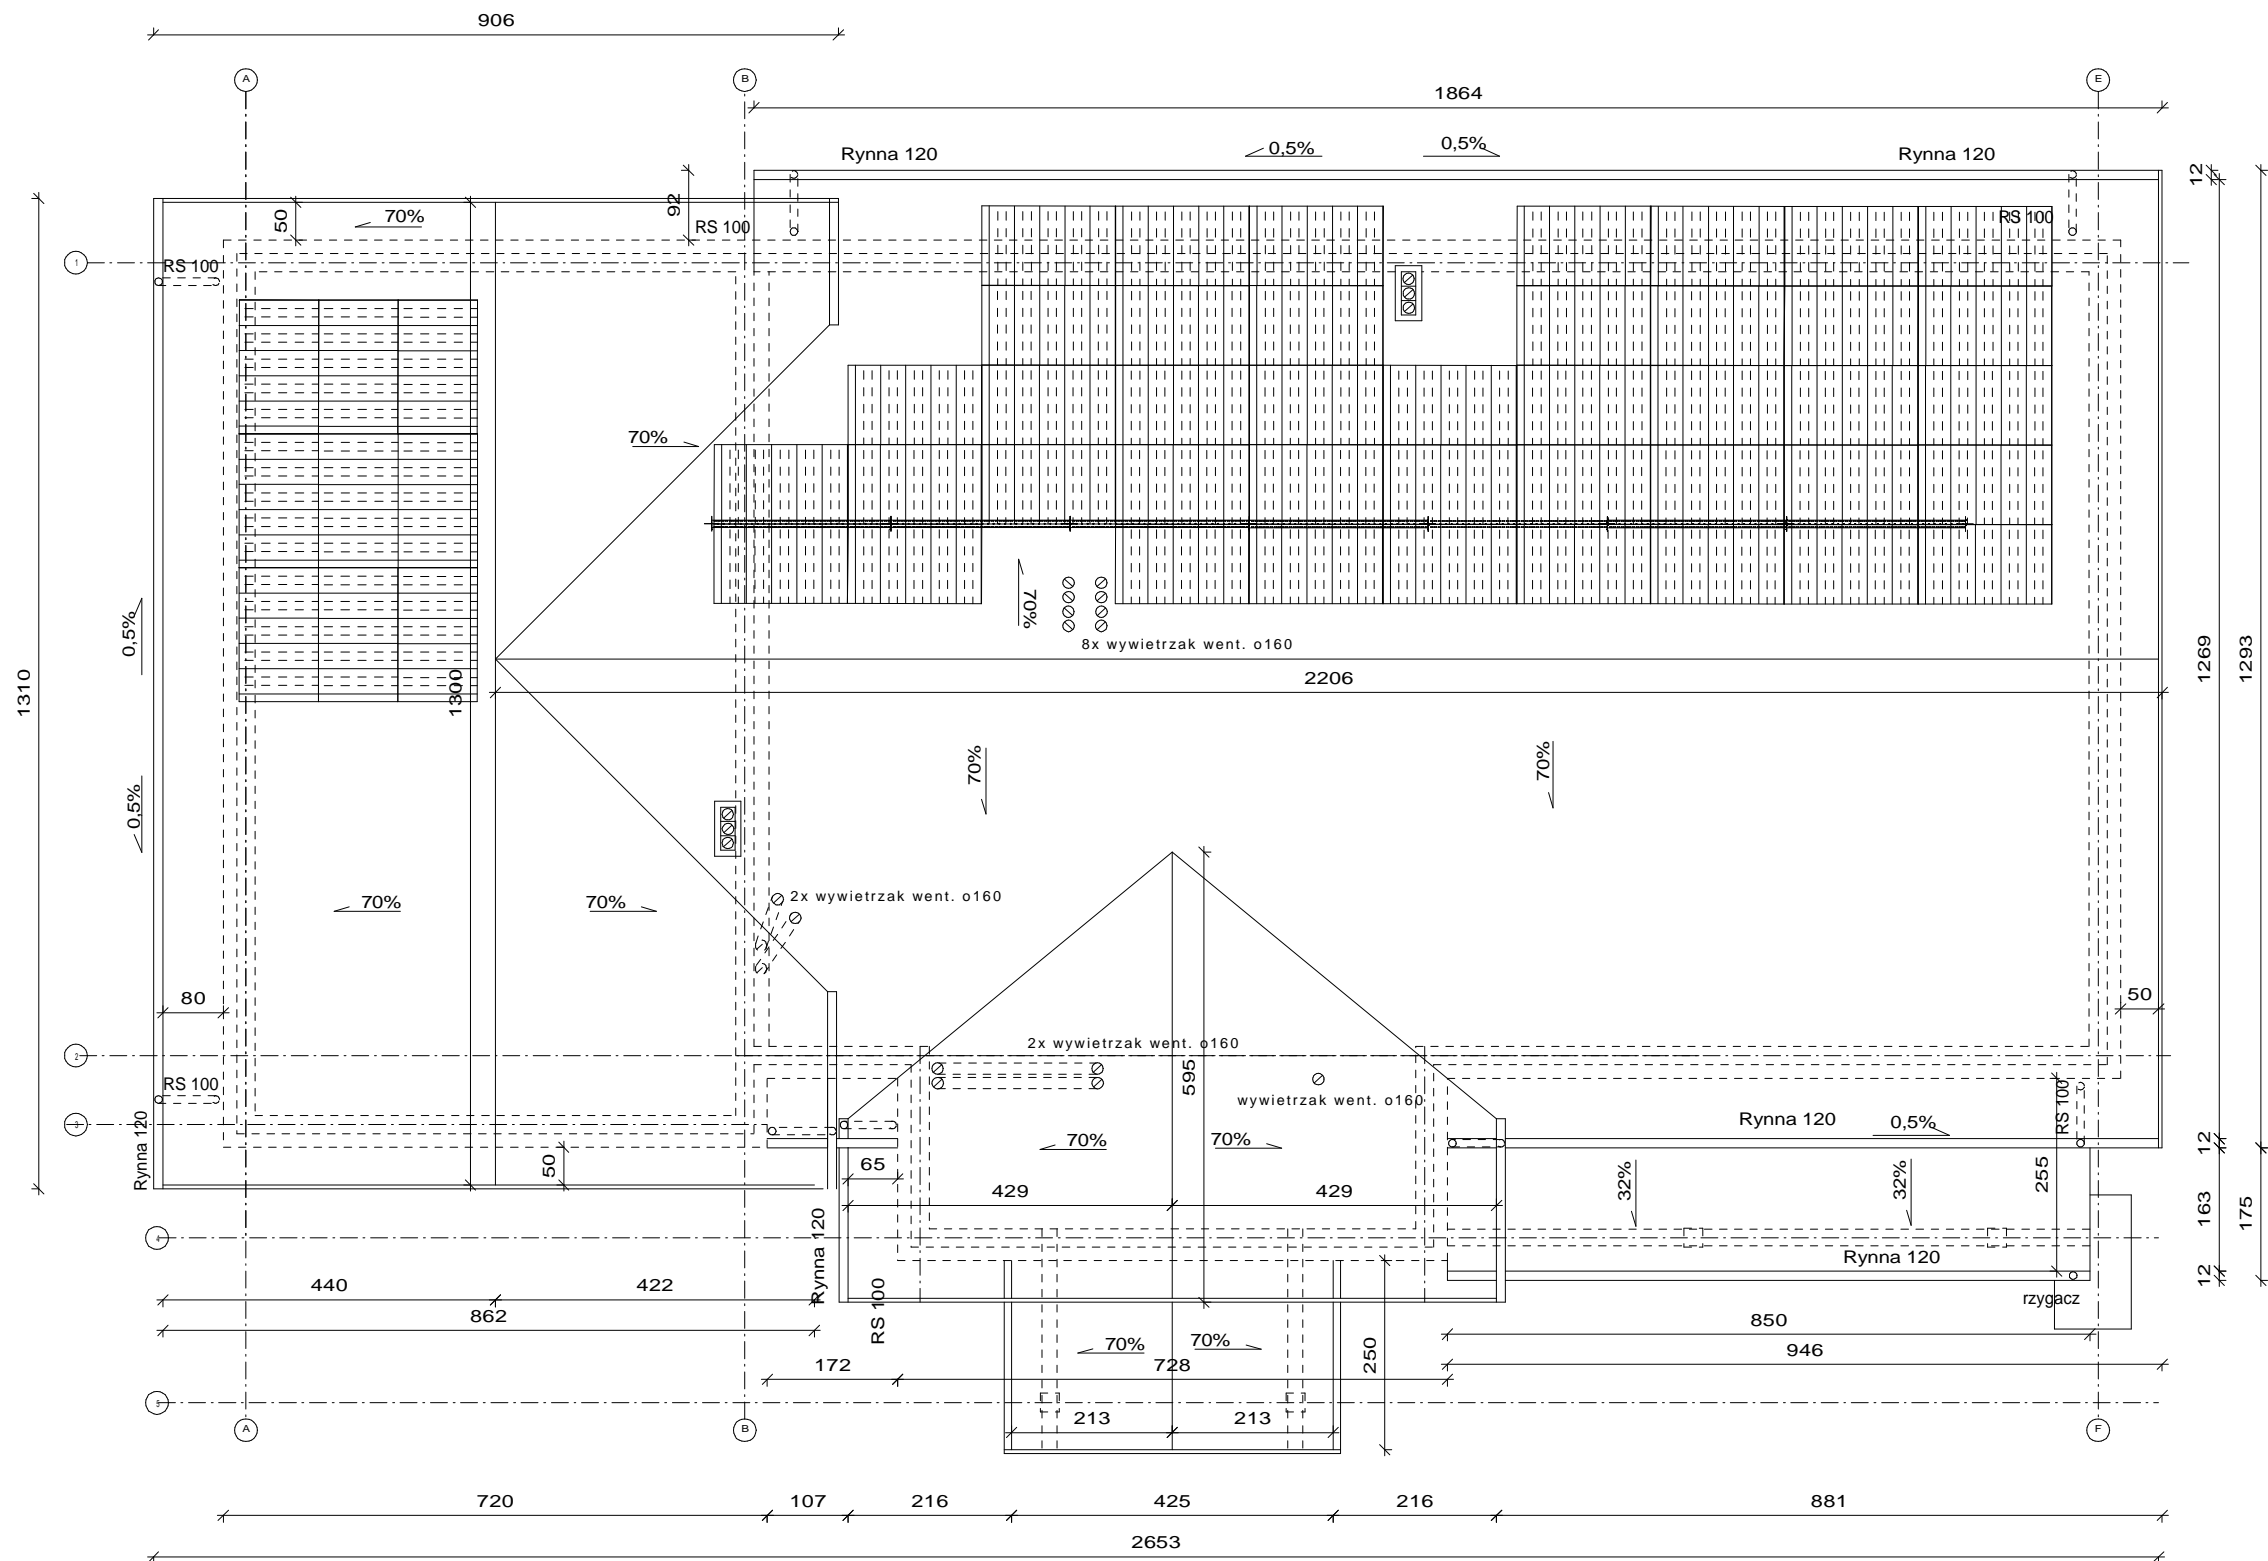 906
A
B
E
1864
Rynna 120
0,5%
0,5%
Rynna 120
12
50
70%
92
RS 100
RS 100
1
RS 100
70%
0,5%
70%
8x wywietrzak went. o160
1310
1300
2206
1269
1293
0,5%
70%
70%
70%
70%
2x wywietrzak went. o160
80
50
2
2x wywietrzak went. o160
595
RS 100
wywietrzak went. o160
RS 100
3
Rynna 120
Rynna 120
0,5%
70%
70%
12
50
65
255
32%
32%
429
429
163
175
4
Rynna 120
Rynna 120
440
422
12
RS 100
rzygacz
862
850
70%
70%
250
946
172
728
5
213
213
A
B
F
720
107
216
425
216
881
2653